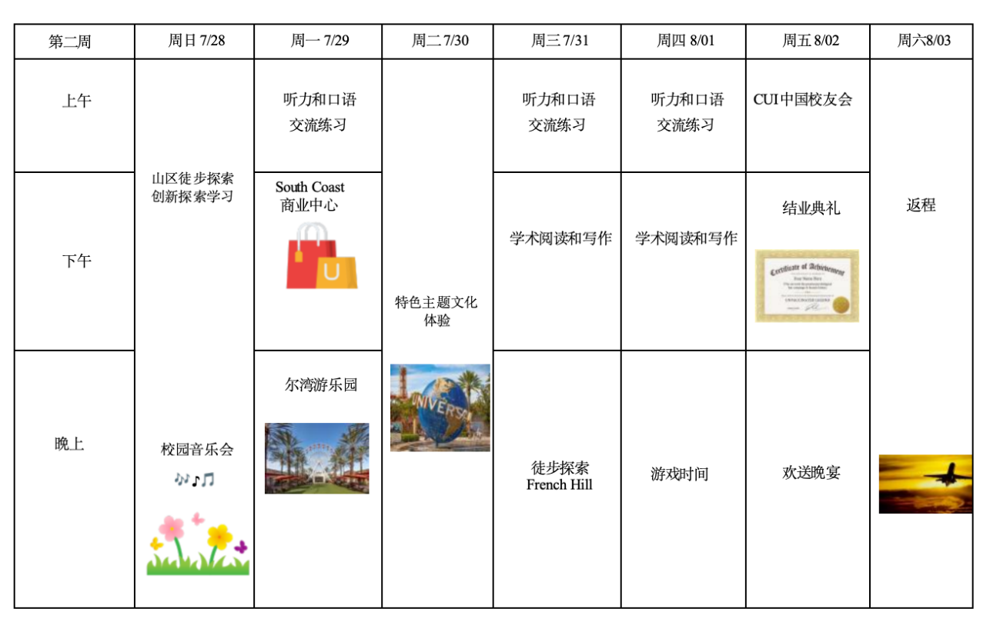 第二周
周日 7/28
周一 7/29
周二 7/30
周三 7/31
周四 8/01
周五 8/02
周六8/03
上午
听力和口语
交流练习
听力和口语
交流练习
听力和口语
交流练习
CUI中国校友会
下午
山区徒步探索
创新探索学习
South Coast
商业中心
U
特色主题文化
体验
学术阅读和写作
学术阅读和写作
结业典礼
Certificate of Achievement
返程
晚上
校园音乐会
尔湾游乐园
UNIVERSAL
徒步探索
French Hill
游戏时间
欢送晚宴